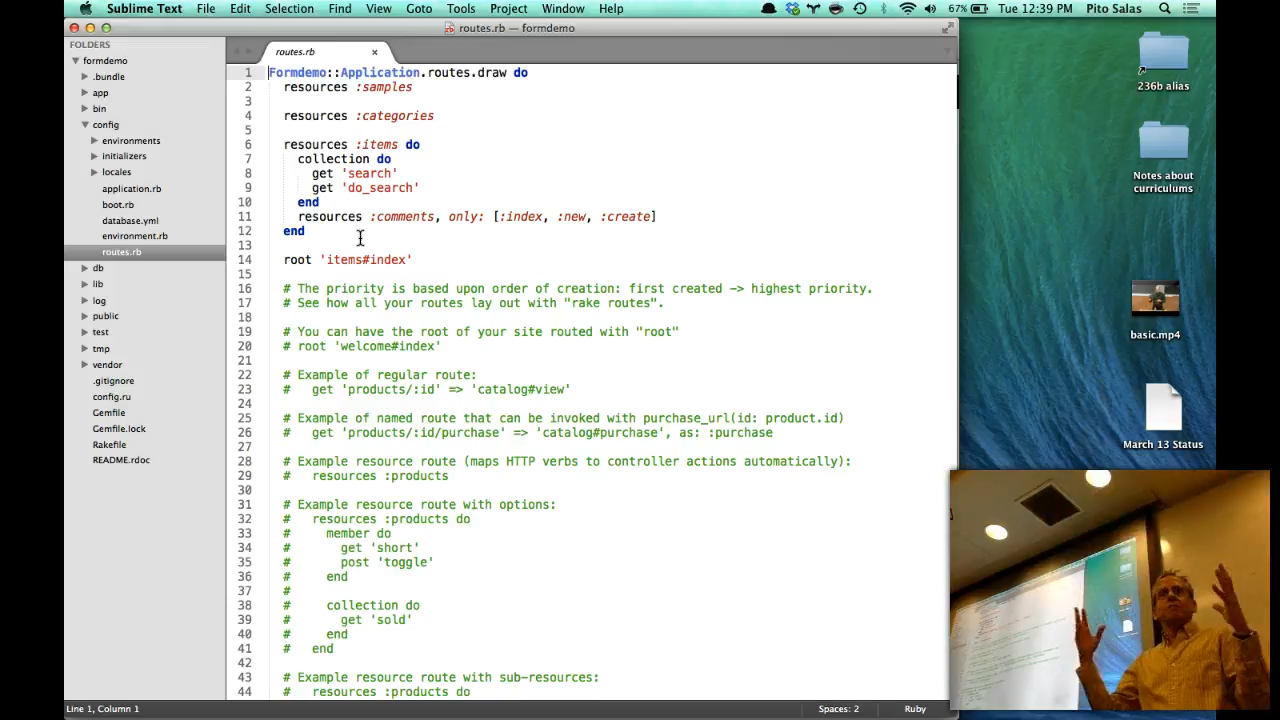 Sublime Text File Edit Selection Find View Goto Tools Project Window Help 67% Tue 12:39 PM Pito Salas
routes.rb — formdemo
FOLDERS
formdemo
.bundle
app
bin
config
environments
initializers
locales
application.rb
boot.rb
database.yml
environment.rb
routes.rb
db
lib
log
public
test
tmp
vendor
.gitignore
config.ru
Gemfile
Gemfile.lock
Rakefile
README.rdoc
routes.rb
1 Formdemo::Application.routes.draw do
2 resources :samples
3
4 resources :categories
5
6 resources :items do
7 collection do
8 get 'search'
9 get 'do_search'
10 end
11 resources :comments, only: [:index, :new, :create]
12 end
13
14 root 'items#index'
15
16 # The priority is based upon order of creation: first created -> highest priority.
17 # See how all your routes lay out with "rake routes".
18
19 # You can have the root of your site routed with "root"
20 # root 'welcome#index'
21
22 # Example of regular route:
23 #   get 'products/:id' => 'catalog#view'
24
25 # Example of named route that can be invoked with purchase_url(id: product.id)
26 #   get 'products/:id/purchase' => 'catalog#purchase', as: :purchase
27
28 # Example resource route (maps HTTP verbs to controller actions automatically):
29 #   resources :products
30
31 # Example resource route with options:
32 #   resources :products do
33 #     member do
34 #       get 'short'
35 #       post 'toggle'
36 #     end
37 #
38 #     collection do
39 #       get 'sold'
40 #     end
41 #   end
42
43 # Example resource route with sub-resources:
44 #   resources :products do
Line 1, Column 1 Spaces: 2 Ruby
236b alias
Notes about
curriculums
basic.mp4
March 13 Status